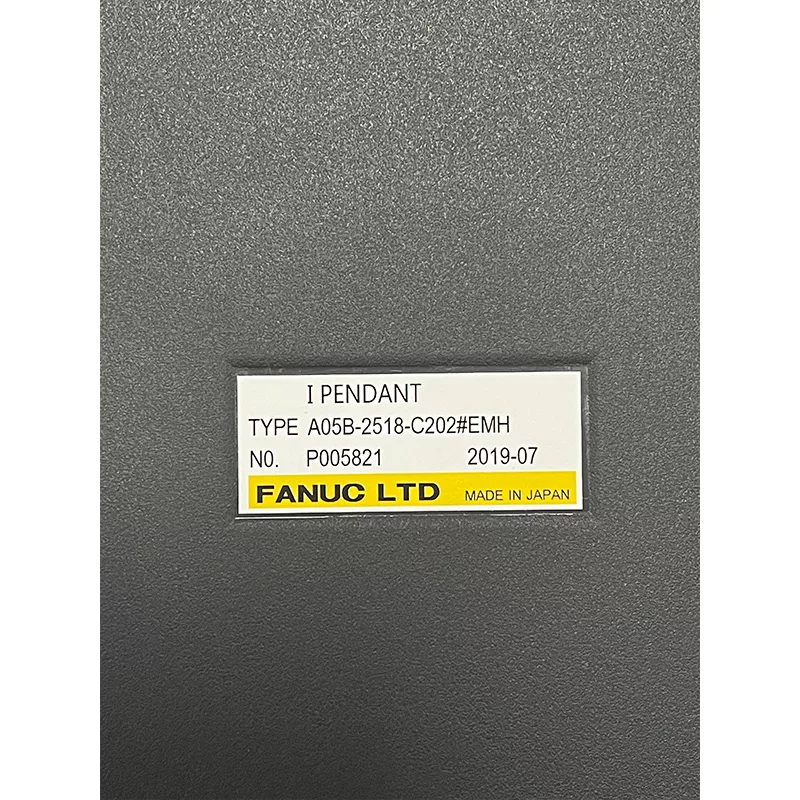 I PENDANT
TYPE A05B-2518-C202#EMH
N0. P005821 2019-07
FANUC LTD MADE IN JAPAN